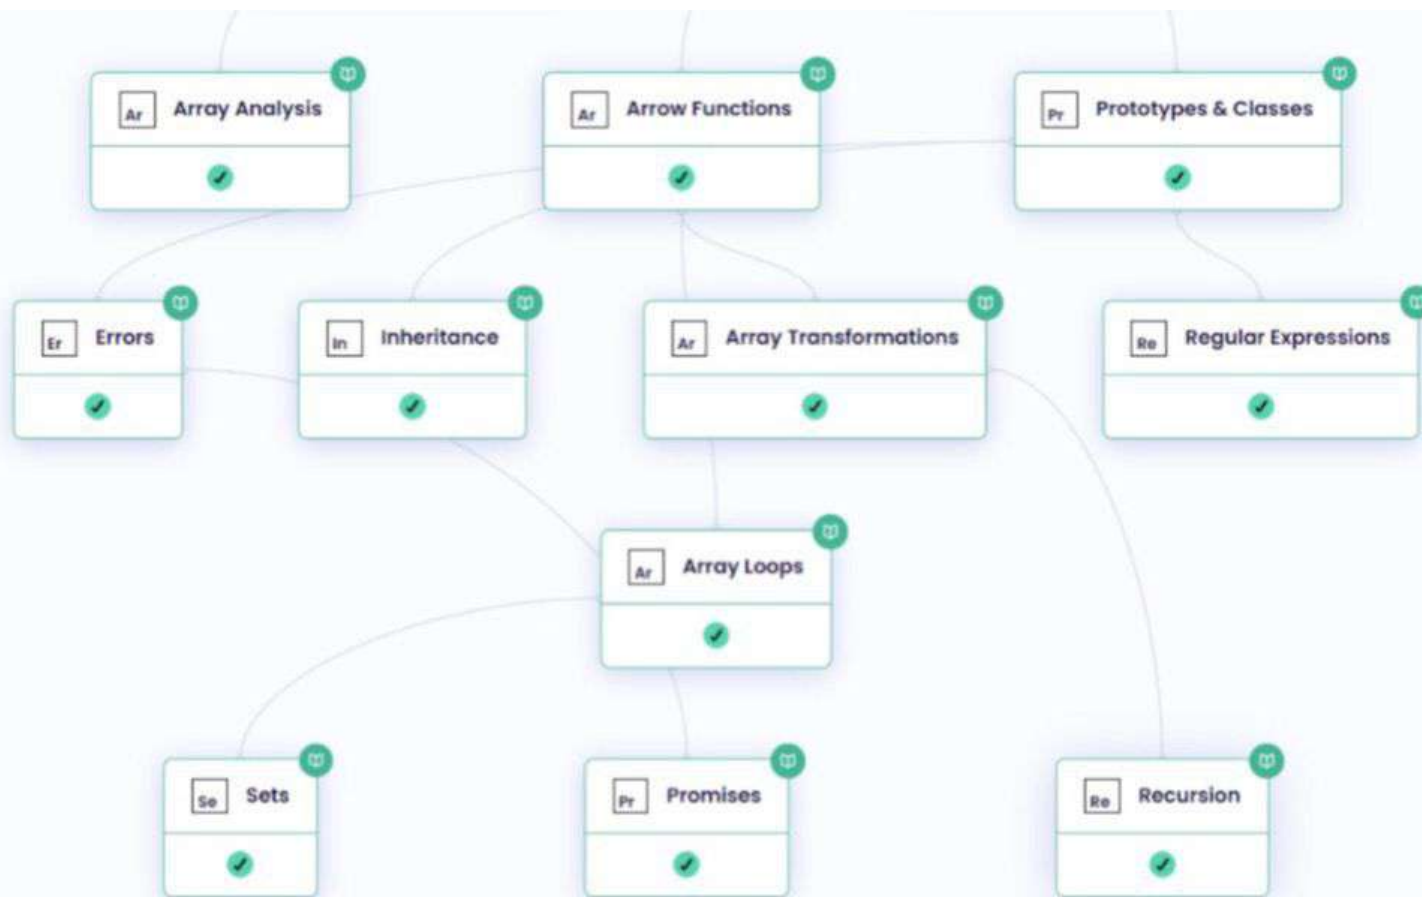 Ar Array Analysis
Ar Arrow Functions
Pr Prototypes & Classes
Er Errors
In Inheritance
Ar Array Transformations
Re Regular Expressions
Ar Array Loops
Se Sets
Pr Promises
Re Recursion